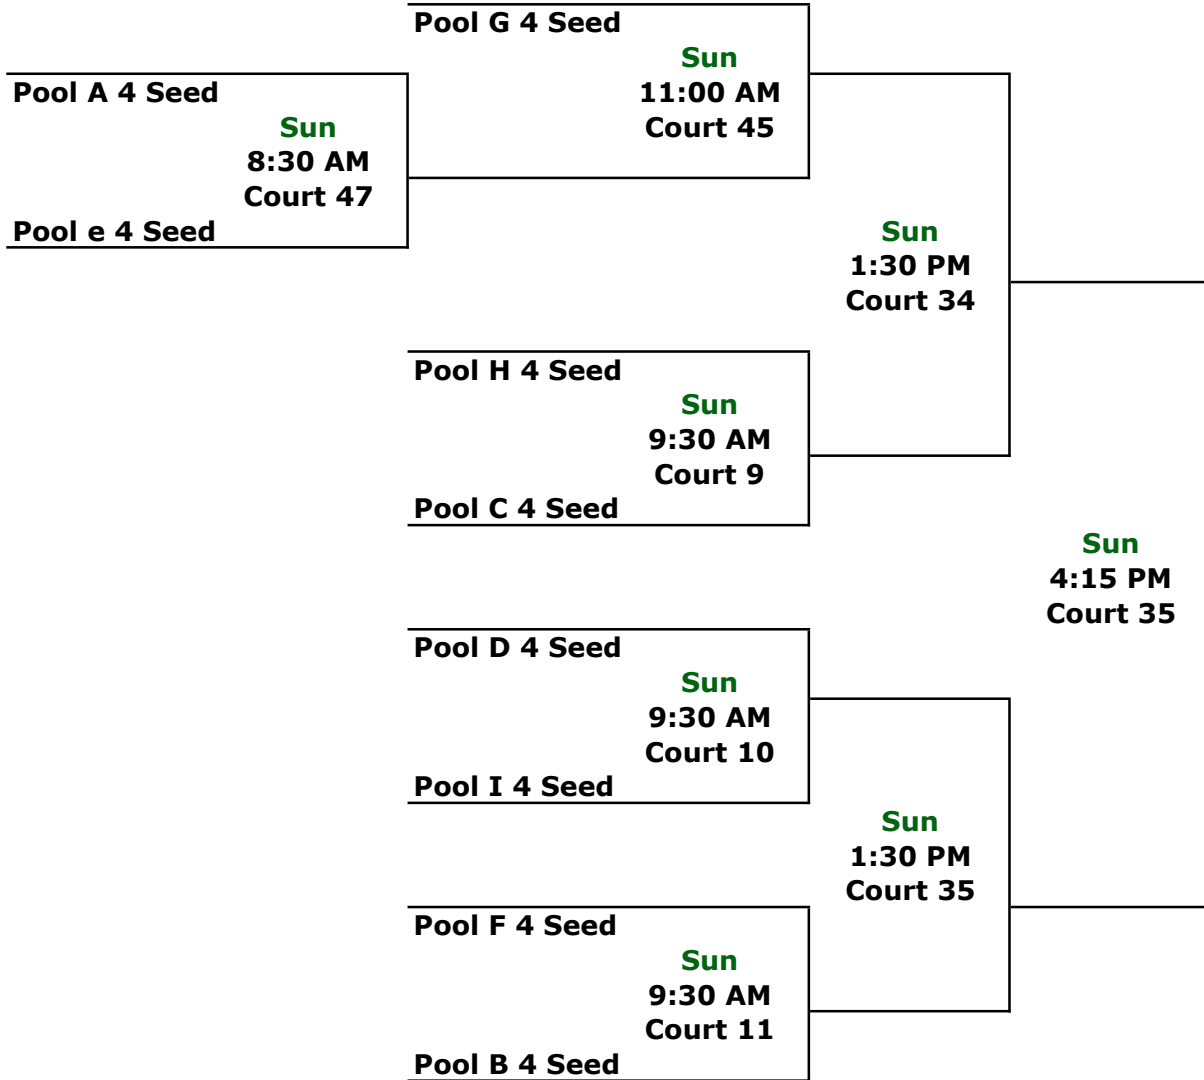 Pool G 4 Seed
Sun
11:00 AM
Court 45
Pool A 4 Seed
Sun
8:30 AM
Court 47
Pool e 4 Seed
Sun
1:30 PM
Court 34
Pool H 4 Seed
Sun
9:30 AM
Court 9
Pool C 4 Seed
Sun
4:15 PM
Court 35
Pool D 4 Seed
Sun
9:30 AM
Court 10
Pool I 4 Seed
Sun
1:30 PM
Court 35
Pool F 4 Seed
Sun
9:30 AM
Court 11
Pool B 4 Seed